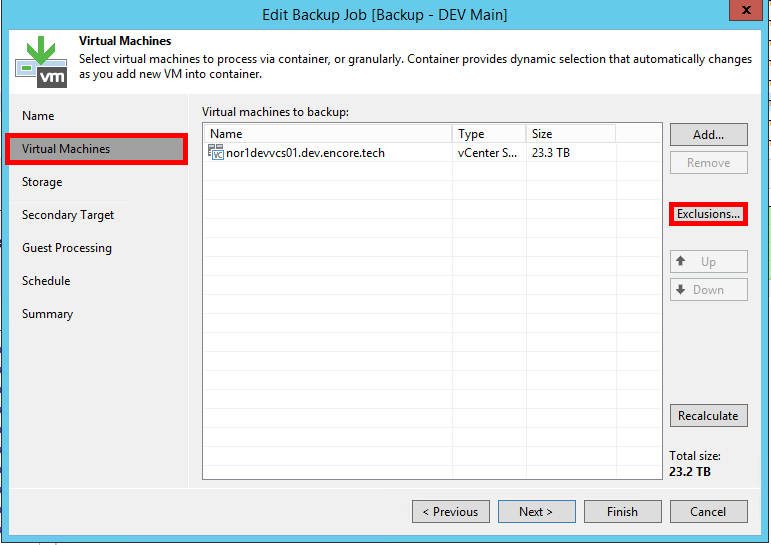 Edit Backup Job [Backup - DEV Main]
x
vm
Virtual Machines
Select virtual machines to process via container, or granularly. Container provides dynamic selection that automatically changes
as you add new VM into container.
Name
Virtual Machines
Storage
Secondary Target
Guest Processing
Schedule
Summary
Virtual machines to backup:
Name Type Size
VC nor1devvcs01.dev.encore.tech vCenter S... 23.3 TB
Add...
Remove
Exclusions...
Up
Down
Recalculate
Total size:
23.2 TB
< Previous Next > Finish Cancel